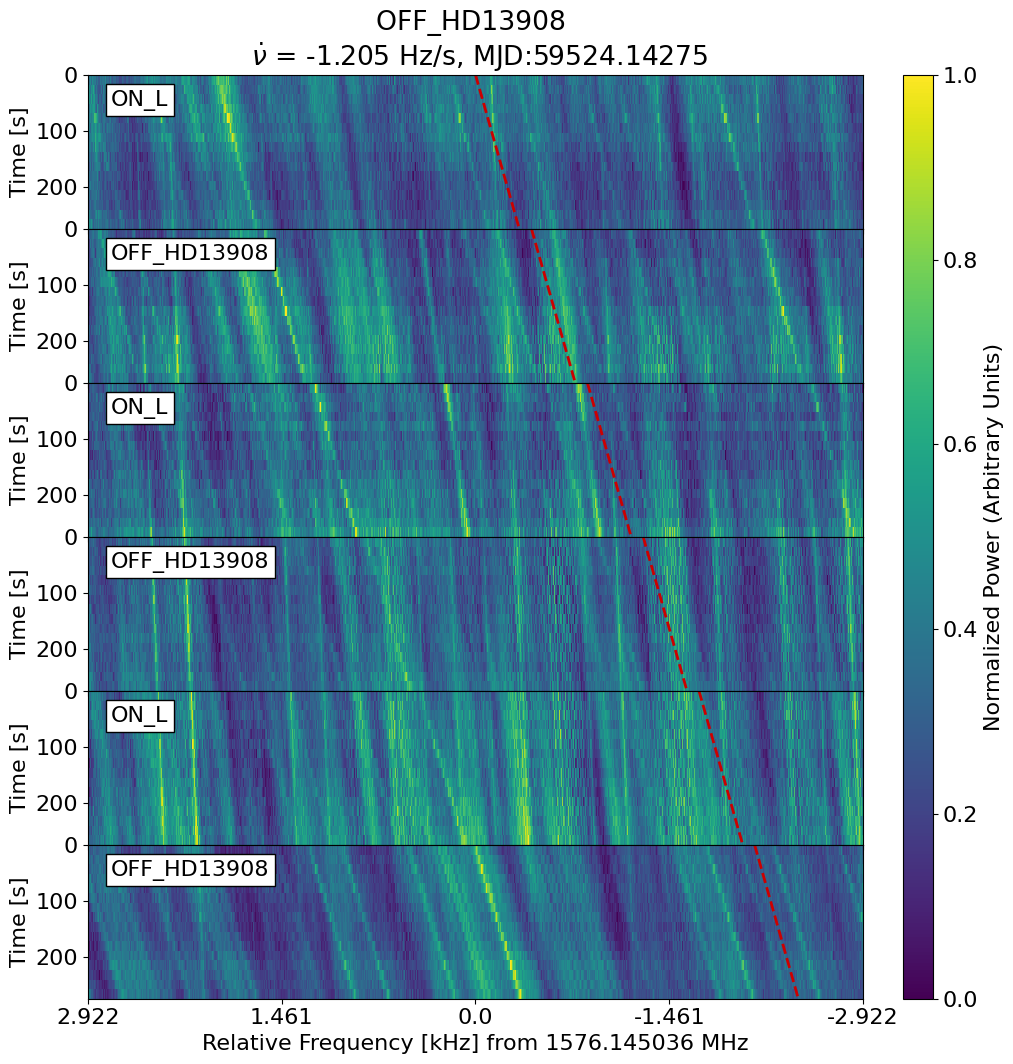 OFF_HD13908
ν̇ = -1.205 Hz/s, MJD:59524.14275
0
100
200
Time [s]
ON_L
0
100
200
Time [s]
OFF_HD13908
0
100
200
Time [s]
ON_L
0
100
200
Time [s]
OFF_HD13908
0
100
200
Time [s]
ON_L
0
100
200
Time [s]
OFF_HD13908
2.922 1.461 0.0 -1.461 -2.922
Relative Frequency [kHz] from 1576.145036 MHz
1.0
0.8
0.6
0.4
0.2
0.0
Normalized Power (Arbitrary Units)